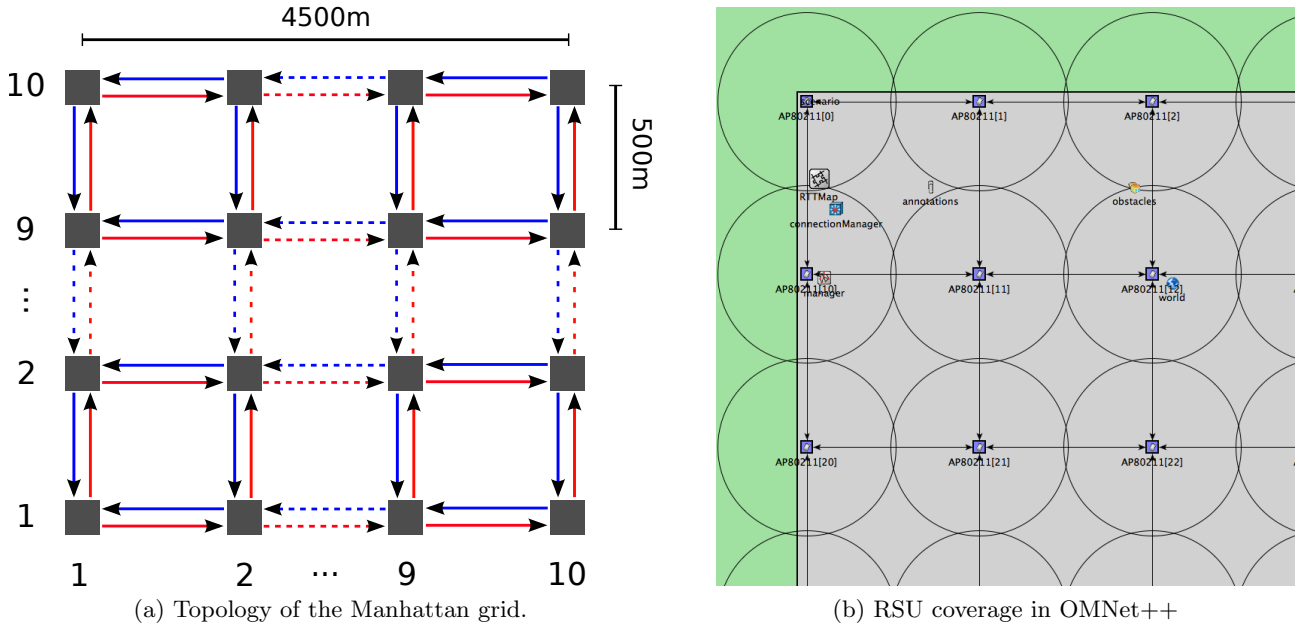 4500m
10
500m
9
...
2
1
1
2
...
9
10
(a) Topology of the Manhattan grid.
scenario
AP80211[0]
AP80211[1]
AP80211[2]
RTTMap
annotations
obstacles
connectionManager
AP80211[10]
manager
AP80211[11]
AP80211[12]
world
AP80211[20]
AP80211[21]
AP80211[22]
(b) RSU coverage in OMNet++